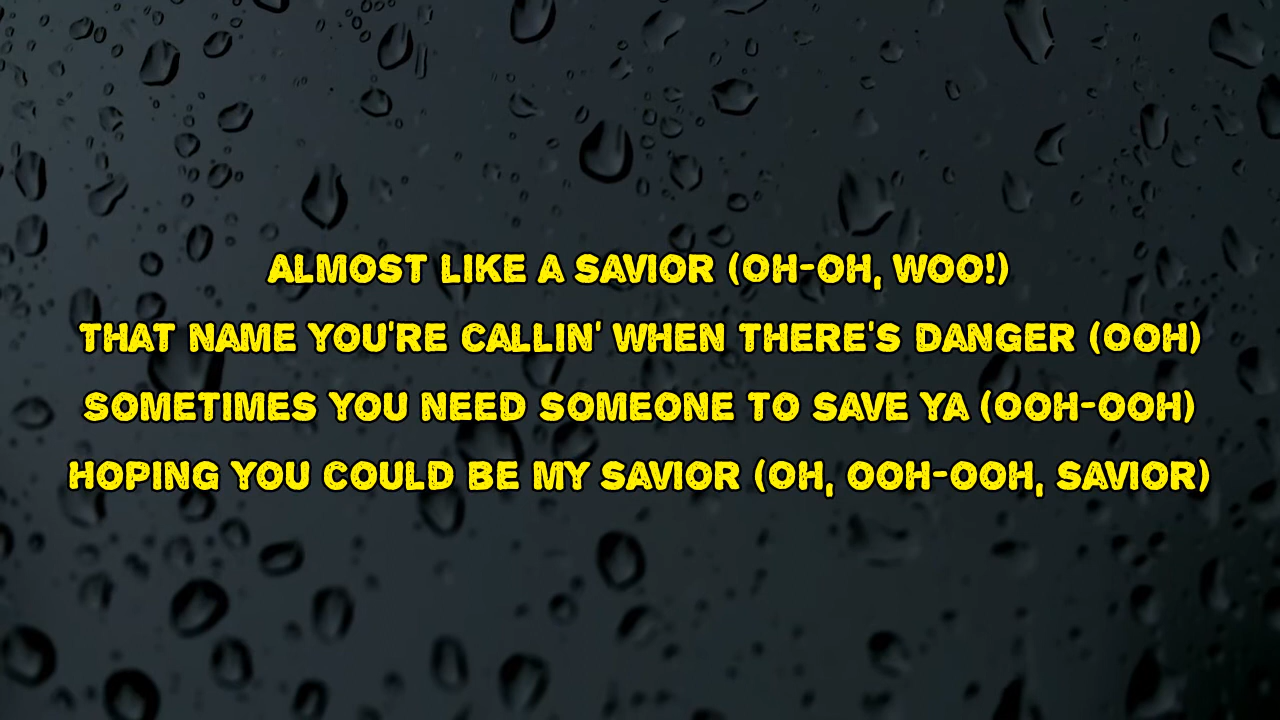 ALMOST LIKE A SAVIOR (OH-OH, WOO!)
THAT NAME YOU'RE CALLIN' WHEN THERE'S DANGER (OOH)
SOMETIMES YOU NEED SOMEONE TO SAVE YA (OOH-OOH)
HOPING YOU COULD BE MY SAVIOR (OH, OOH-OOH, SAVIOR)